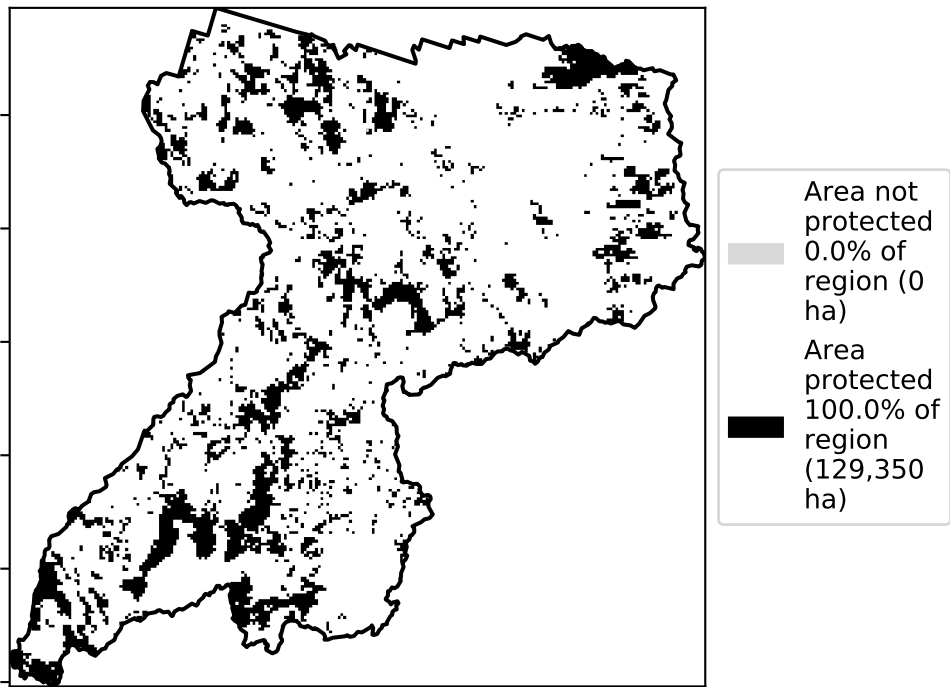 Area not
protected
0.0% of
region (0
ha)
Area
protected
100.0% of
region
(129,350
ha)